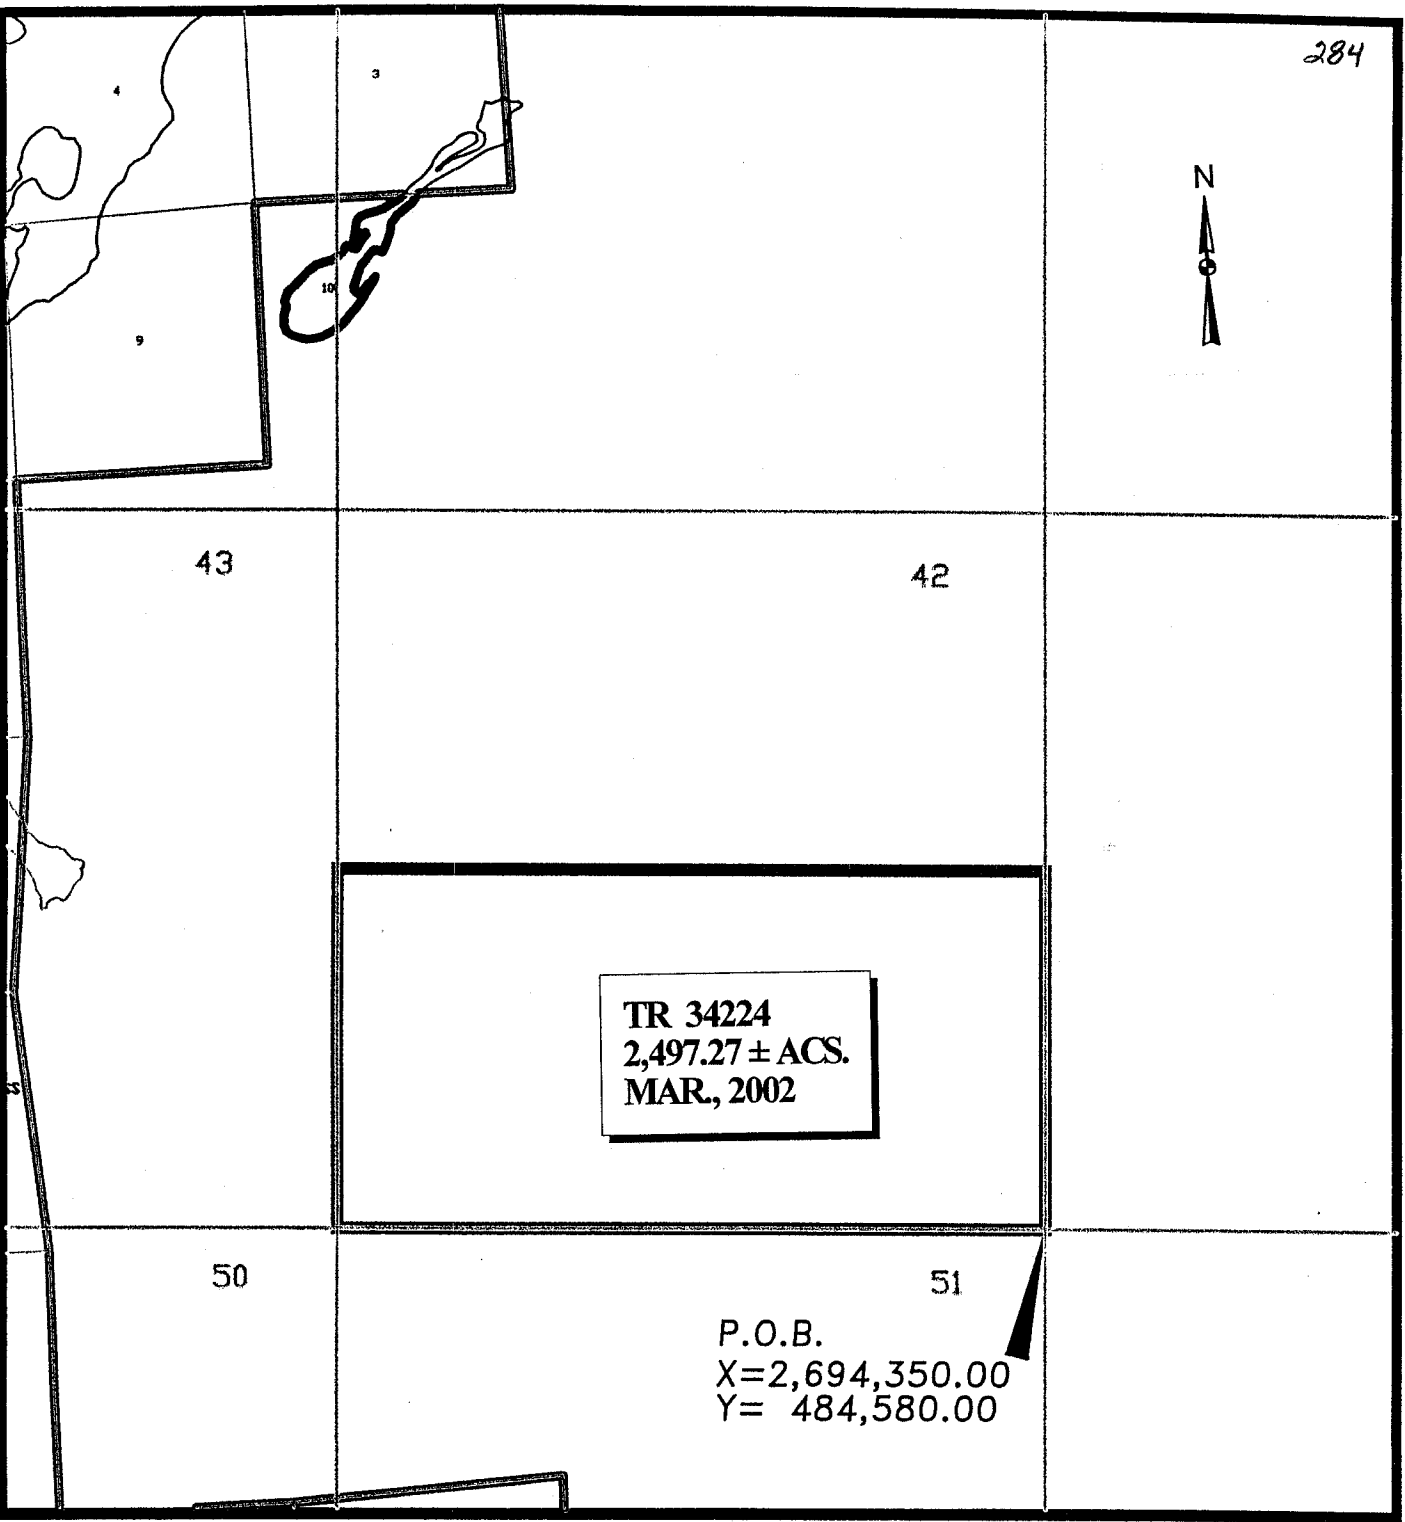 284
3
4
N
10
9
43
42
TR 34224
2,497.27 ± ACS.
MAR., 2002
50
51
P.O.B.
X=2,694,350.00
Y= 484,580.00